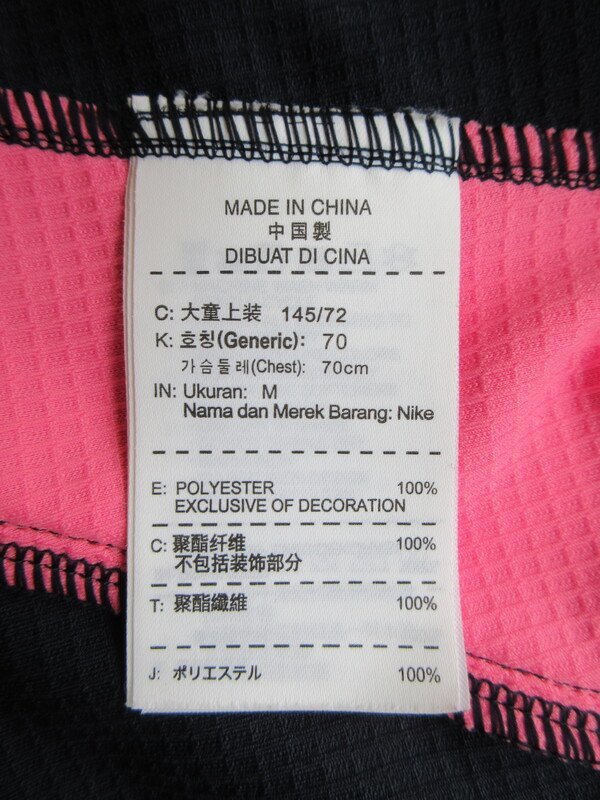 MADE IN CHINA
中国製
DIBUAT DI CINA
C: 大童上装 145/72
K: 호칭(Generic): 70
가슴둘레(Chest): 70cm
IN: Ukuran: M
Nama dan Merek Barang: Nike
E: POLYESTER 100%
EXCLUSIVE OF DECORATION
C: 聚酯纤维 100%
不包括装饰部分
T: 聚酯纖維 100%
J: ポリエステル 100%